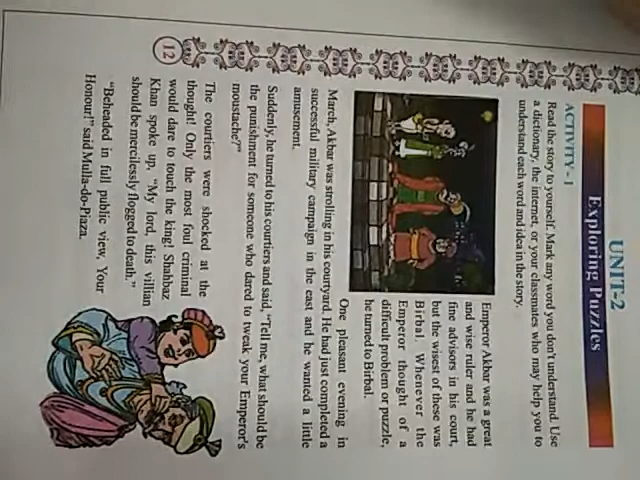 UNIT-2
Exploring Puzzles
ACTIVITY - 1
Read the story to yourself. Mark any word you don't understand. Use
a dictionary, the internet or your classmates who may help you to
understand each word and idea in the story.
Emperor Akbar was a great
and wise ruler and he had
fine advisors in his court,
but the wisest of these was
Birbal. Whenever the
Emperor thought of a
difficult problem or puzzle,
he turned to Birbal.
One pleasant evening in
March, Akbar was strolling in his courtyard. He had just completed a
successful military campaign in the east and he wanted a little
amusement.
Suddenly, he turned to his courtiers and said, "Tell me, what should be
the punishment for someone who dared to tweak your Emperor's
moustache?"
The courtiers were shocked at the
thought! Only the most foul criminal
would dare to touch the king! Shahbaz
Khan spoke up, "My lord, this villian
should be mercilessly flogged to death."
"Beheaded in full public view, Your
Honour!" said Mulla-do-Piaza.
12